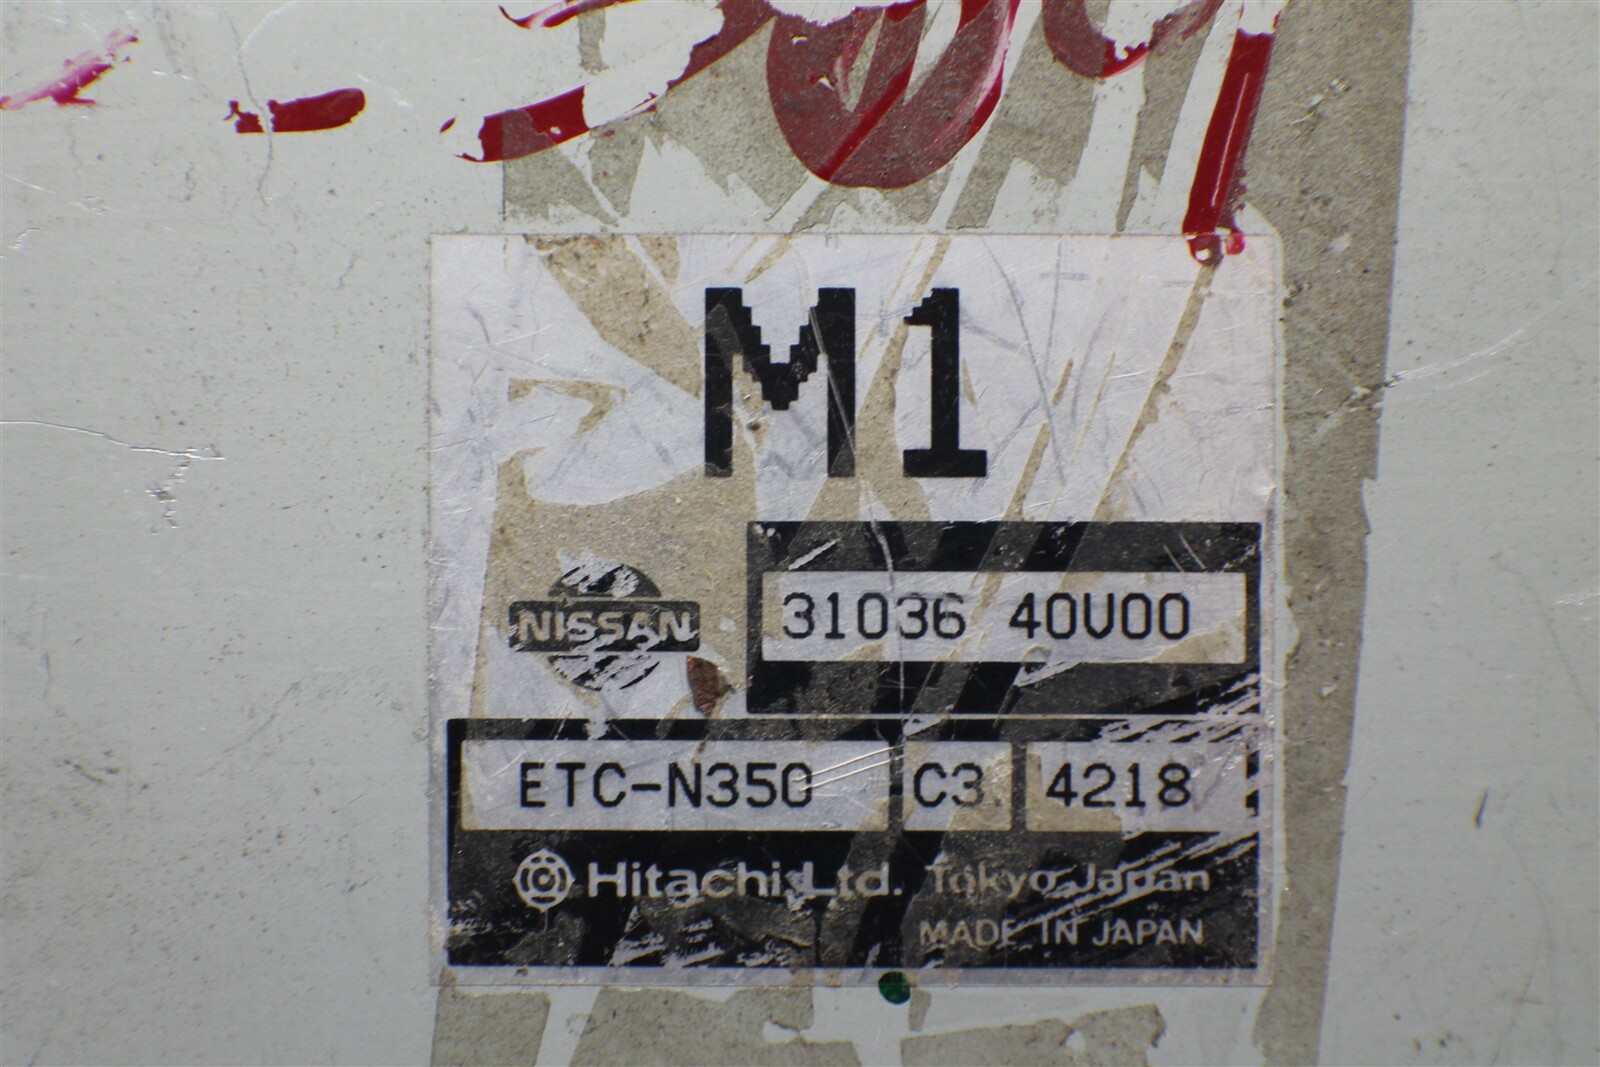 M1
NISSAN
31036 40V00
ETC-N350 C3 4218
Hitachi, Ltd. Tokyo Japan
MADE IN JAPAN